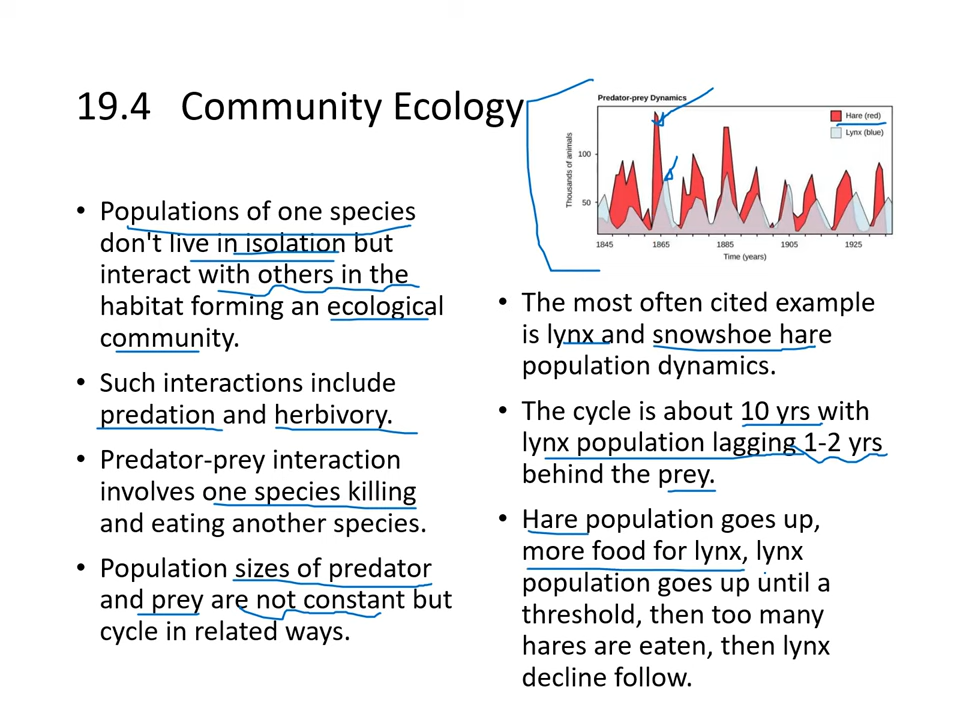 19.4 Community Ecology
• Populations of one species
don't live in isolation but
interact with others in the
habitat forming an ecological
community.
• Such interactions include
predation and herbivory.
• Predator-prey interaction
involves one species killing
and eating another species.
• Population sizes of predator
and prey are not constant but
cycle in related ways.
Predator-prey Dynamics
Hare (red)
Lynx (blue)
Thousands of animals
100
50
1845 1865 1885 1905 1925
Time (years)
• The most often cited example
is lynx and snowshoe hare
population dynamics.
• The cycle is about 10 yrs with
lynx population lagging 1-2 yrs
behind the prey.
• Hare population goes up,
more food for lynx, lynx
population goes up until a
threshold, then too many
hares are eaten, then lynx
decline follow.